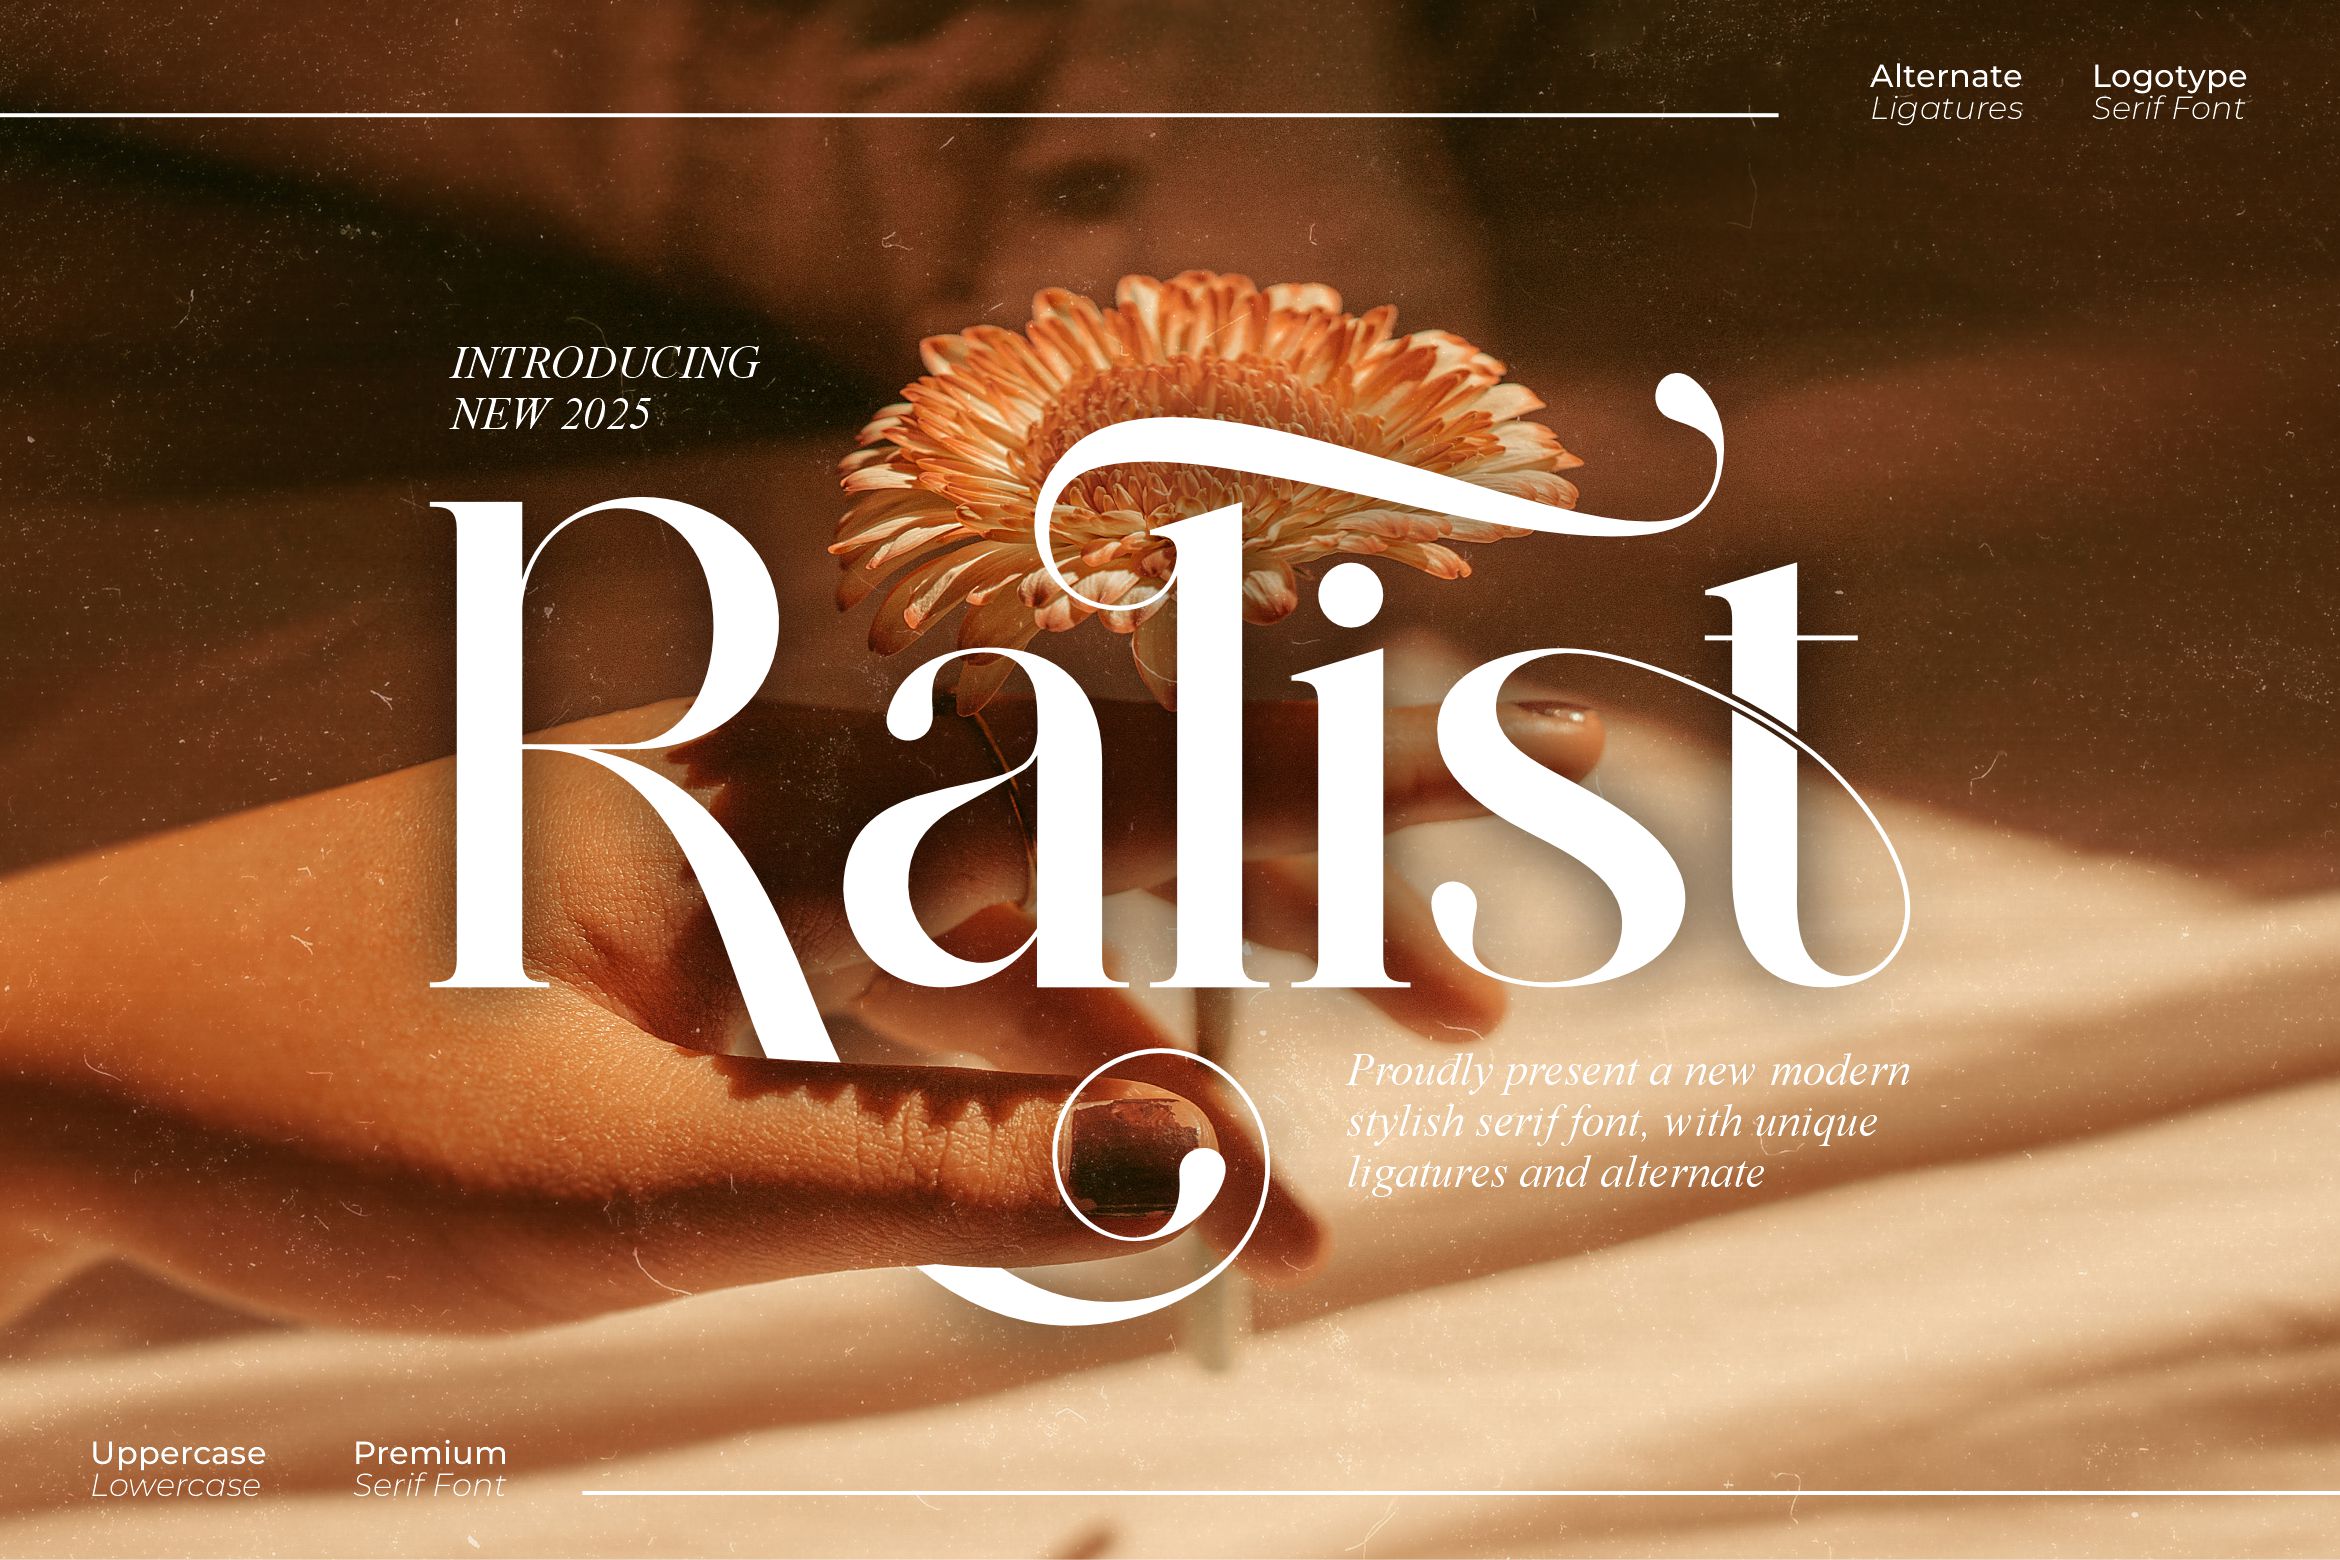 Alternate
Ligatures
Logotype
Serif Font
INTRODUCING
NEW 2025
Ralist
Proudly present a new modern
stylish serif font, with unique
ligatures and alternate
Uppercase
Lowercase
Premium
Serif Font